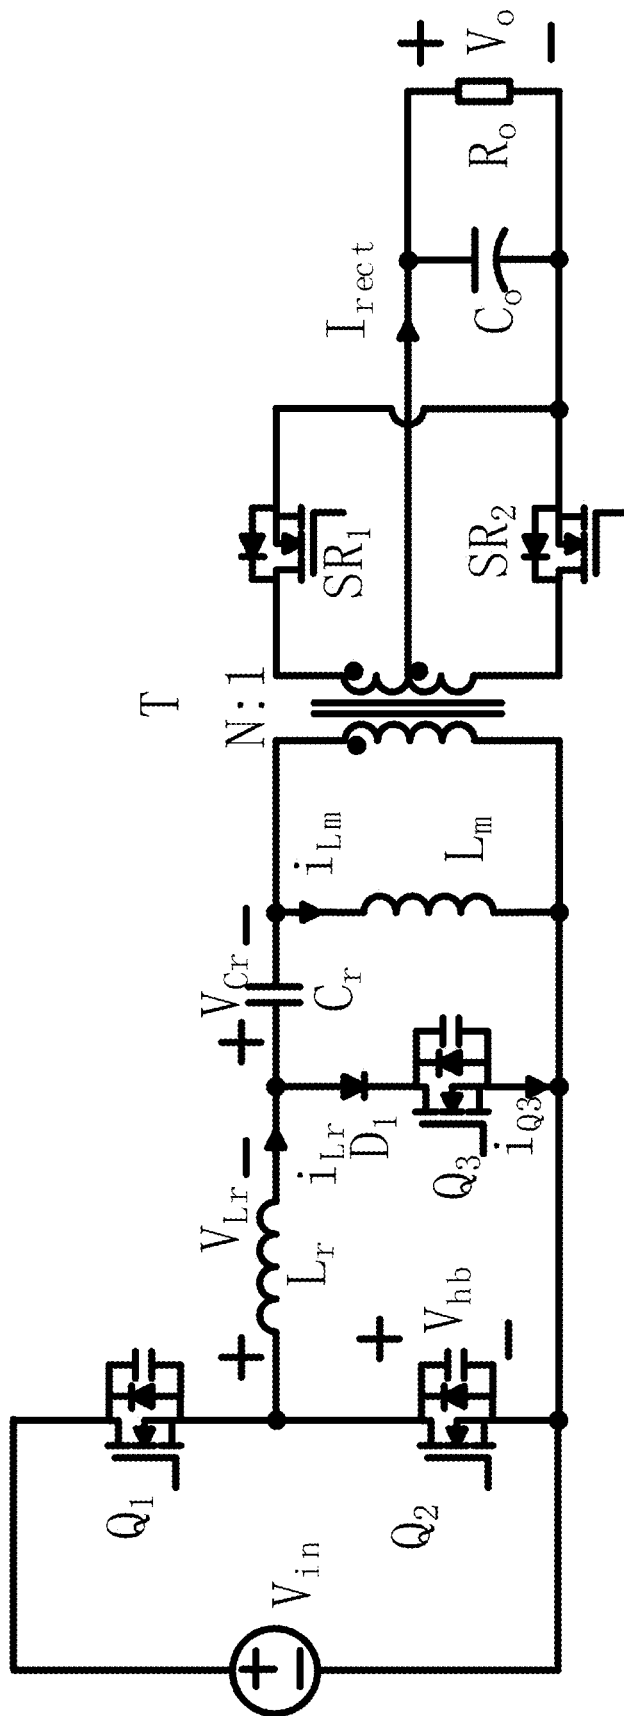 V_in
Q_1
Q_2
V_hb
+
−
+
V_Lr
−
L_r
i_Lr
D_1
Q_3
i_Q3
+
V_Cr
−
C_r
i_Lm
L_m
T
N:1
SR_1
SR_2
I_rect
C_o
R_o
+
V_o
−
+
−